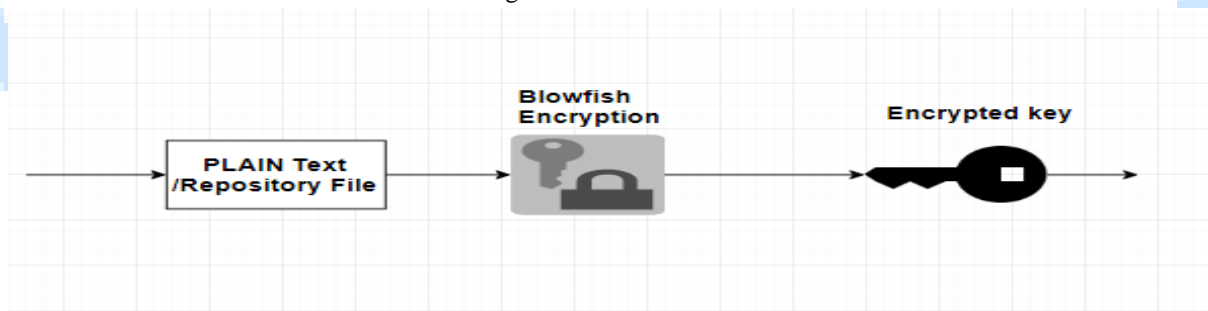 Blowfish
Encryption
Encrypted key
PLAIN Text
/Repository File